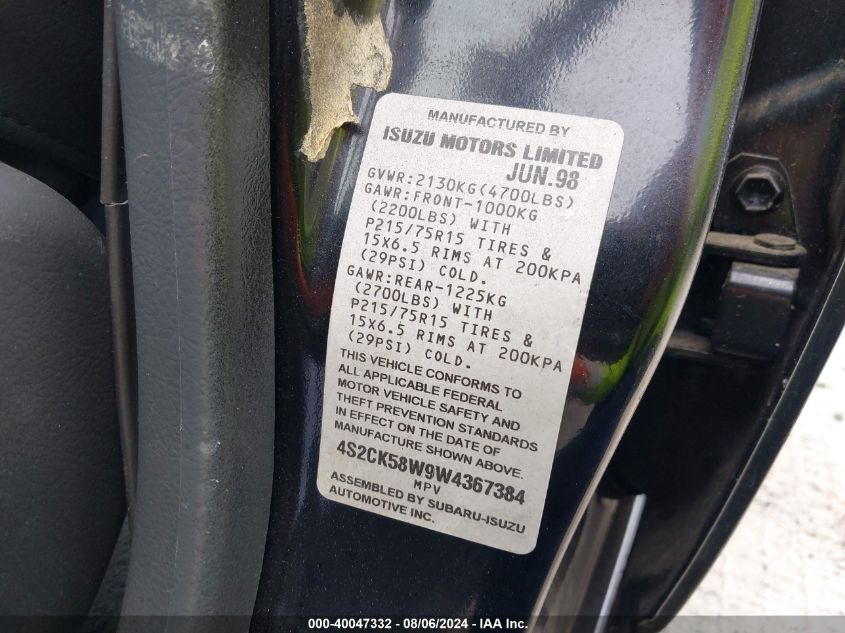 MANUFACTURED BY
ISUZU MOTORS LIMITED
JUN.98
GVWR:2130KG(4700LBS)
GAWR:FRONT-1000KG
(2200LBS) WITH
P215/75R15 TIRES &
15X6.5 RIMS AT 200KPA
(29PSI) COLD.
GAWR:REAR-1225KG
(2700LBS) WITH
P215/75R15 TIRES &
15X6.5 RIMS AT 200KPA
(29PSI) COLD.
THIS VEHICLE CONFORMS TO
ALL APPLICABLE FEDERAL
MOTOR VEHICLE SAFETY AND
THEFT PREVENTION STANDARDS
IN EFFECT ON THE DATE OF
MANUFACTURE SHOWN ABOVE.
4S2CK58W9W4367384
MPV
ASSEMBLED BY SUBARU-ISUZU
AUTOMOTIVE INC.
000-40047332 - 08/06/2024 - IAA Inc.